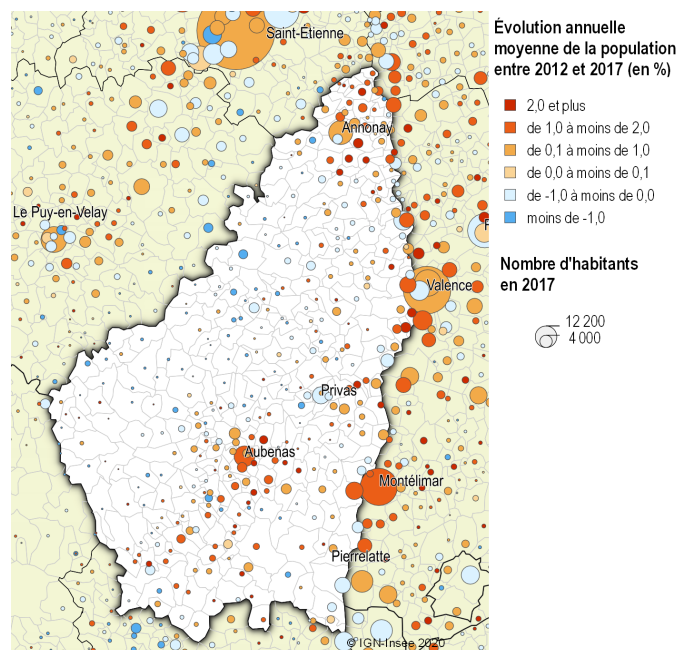 Saint-Etienne
Annonay
Le Puy-en-Velay
Valence
Privas
Aubenas
Montélimar
Pierrelatte
© IGN-Insee 2020
Évolution annuelle
moyenne de la population
entre 2012 et 2017 (en %)
2,0 et plus
de 1,0 à moins de 2,0
de 0,1 à moins de 1,0
de 0,0 à moins de 0,1
de -1,0 à moins de 0,0
moins de -1,0
Nombre d'habitants
en 2017
12 200
4 000